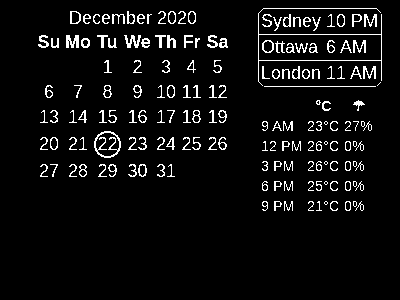 December 2020
Su Mo Tu We Th Fr Sa
1 2 3 4 5
6 7 8 9 10 11 12
13 14 15 16 17 18 19
20 21 22 23 24 25 26
27 28 29 30 31
Sydney 10 PM
Ottawa 6 AM
London 11 AM
°C ☂
9 AM 23°C 27%
12 PM 26°C 0%
3 PM 26°C 0%
6 PM 25°C 0%
9 PM 21°C 0%